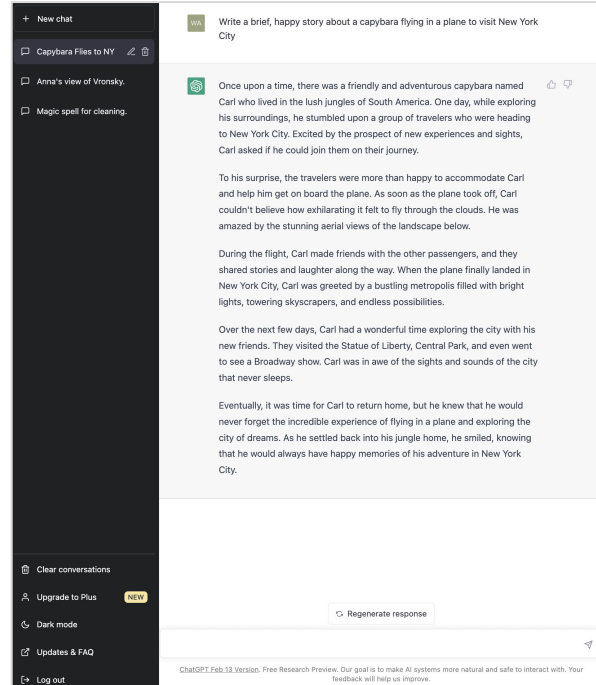 New chat
Capybara Flies to NY
Anna's view of Vronsky.
Magic spell for cleaning.
Clear conversations
Upgrade to Plus NEW
Dark mode
Updates & FAQ
Log out
WA
Write a brief, happy story about a capybara flying in a plane to visit New York
City
Once upon a time, there was a friendly and adventurous capybara named
Carl who lived in the lush jungles of South America. One day, while exploring
his surroundings, he stumbled upon a group of travelers who were heading
to New York City. Excited by the prospect of new experiences and sights,
Carl asked if he could join them on their journey.
To his surprise, the travelers were more than happy to accommodate Carl
and help him get on board the plane. As soon as the plane took off, Carl
couldn't believe how exhilarating it felt to fly through the clouds. He was
amazed by the stunning aerial views of the landscape below.
During the flight, Carl made friends with the other passengers, and they
shared stories and laughter along the way. When the plane finally landed in
New York City, Carl was greeted by a bustling metropolis filled with bright
lights, towering skyscrapers, and endless possibilities.
Over the next few days, Carl had a wonderful time exploring the city with his
new friends. They visited the Statue of Liberty, Central Park, and even went
to see a Broadway show. Carl was in awe of the sights and sounds of the city
that never sleeps.
Eventually, it was time for Carl to return home, but he knew that he would
never forget the incredible experience of flying in a plane and exploring the
city of dreams. As he settled back into his jungle home, he smiled, knowing
that he would always have happy memories of his adventure in New York
City.
Regenerate response
ChatGPT Feb 13 Version. Free Research Preview. Our goal is to make AI systems more natural and safe to interact with. Your
feedback will help us improve.